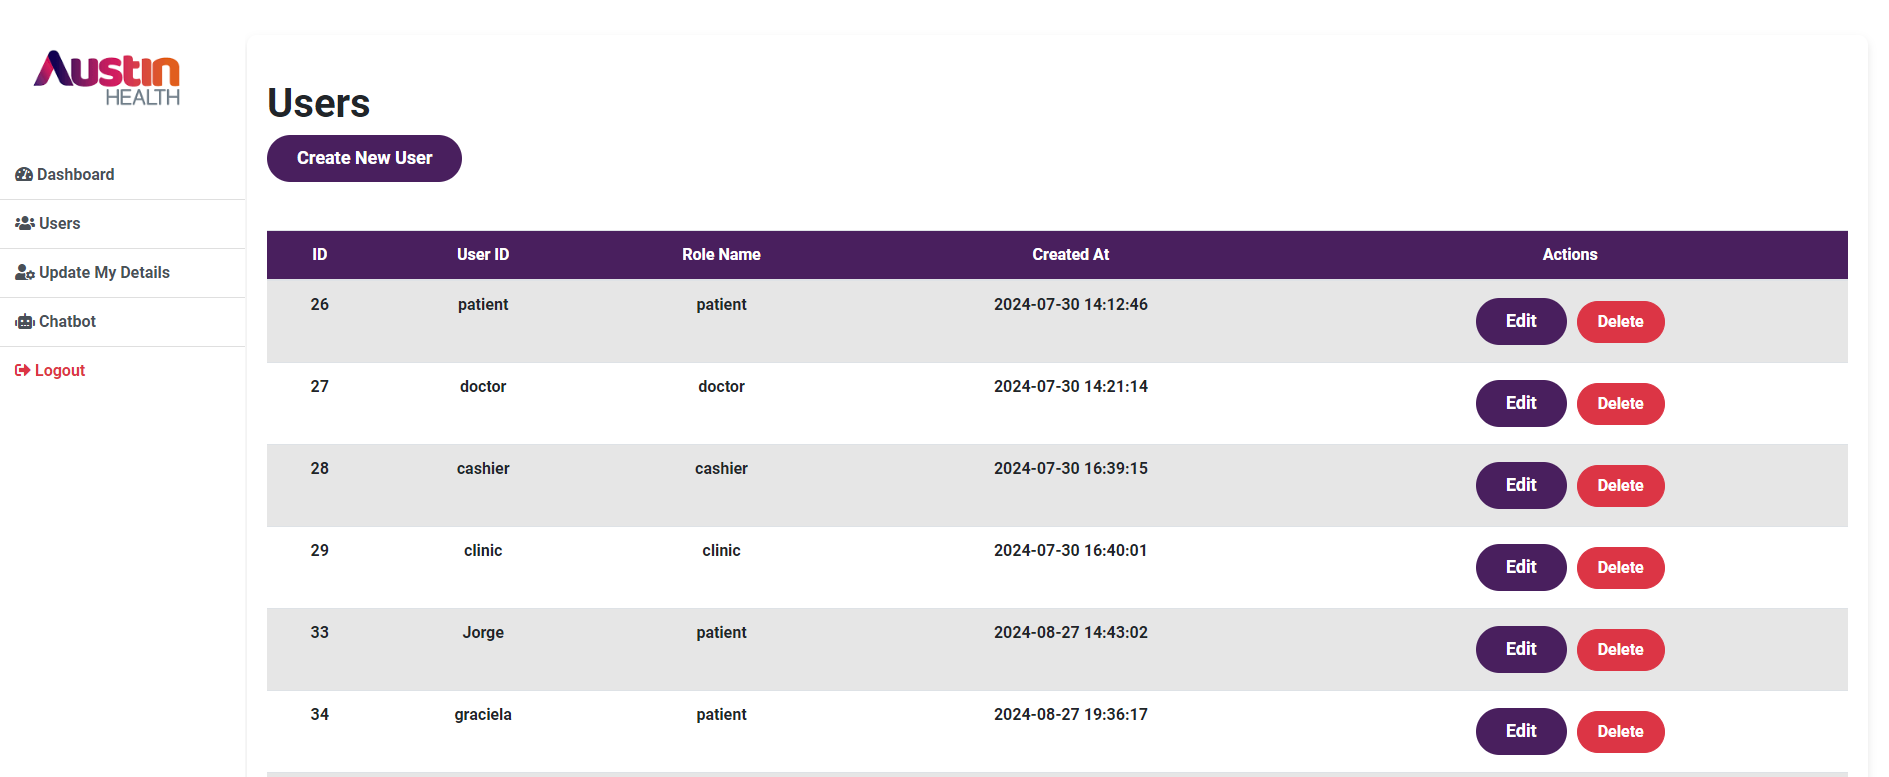 Austin
HEALTH
Dashboard
Users
Update My Details
Chatbot
Logout
Users
Create New User
ID User ID Role Name Created At Actions
26 patient patient 2024-07-30 14:12:46 Edit Delete
27 doctor doctor 2024-07-30 14:21:14 Edit Delete
28 cashier cashier 2024-07-30 16:39:15 Edit Delete
29 clinic clinic 2024-07-30 16:40:01 Edit Delete
33 Jorge patient 2024-08-27 14:43:02 Edit Delete
34 graciela patient 2024-08-27 19:36:17 Edit Delete